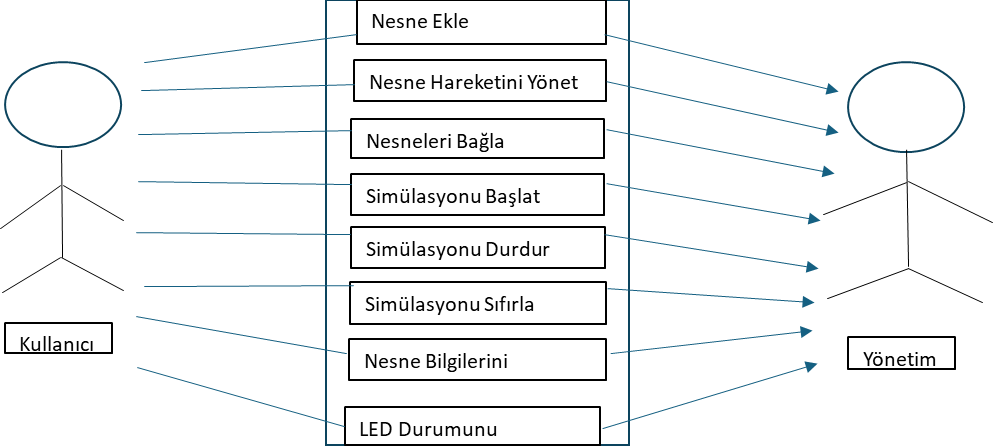 Nesne Ekle
Nesne Hareketini Yönet
Nesneleri Bağla
Simülasyonu Başlat
Simülasyonu Durdur
Simülasyonu Sıfırla
Nesne Bilgilerini
LED Durumunu
Kullanıcı
Yönetim